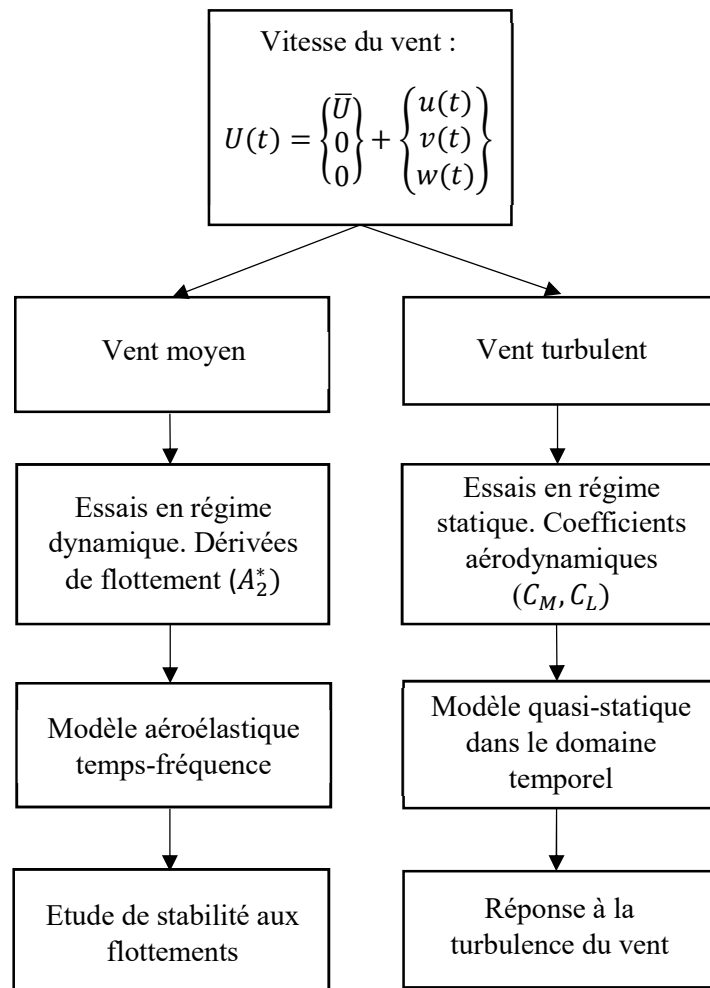 Vitesse du vent :
U(t) = {U̅ 0 0} + {u(t) v(t) w(t)}
Vent moyen
Vent turbulent
Essais en régime
dynamique. Dérivées
de flottement (A₂*)
Essais en régime
statique. Coefficients
aérodynamiques
(C_M, C_L)
Modèle aéroélastique
temps-fréquence
Modèle quasi-statique
dans le domaine
temporel
Etude de stabilité aux
flottements
Réponse à la
turbulence du vent